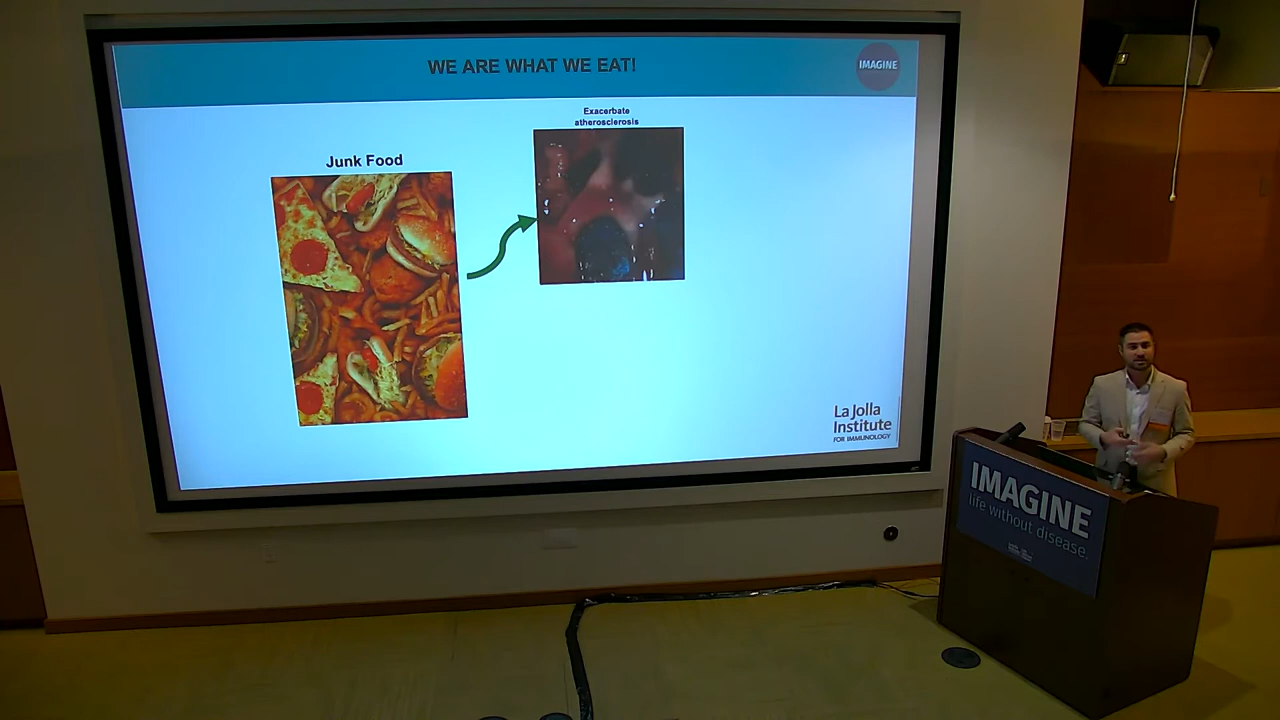 WE ARE WHAT WE EAT!
IMAGINE
Exacerbate
atherosclerosis
Junk Food
La Jolla
Institute
FOR IMMUNOLOGY
IMAGINE
life without disease.